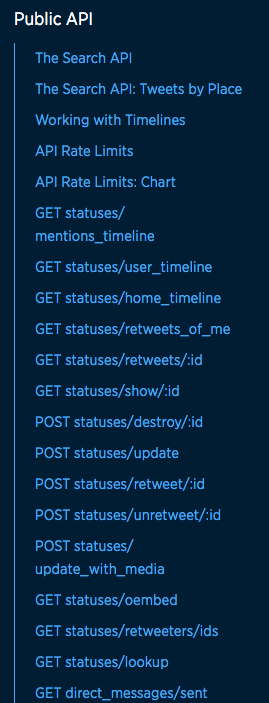 Public API
The Search API
The Search API: Tweets by Place
Working with Timelines
API Rate Limits
API Rate Limits: Chart
GET statuses/
mentions_timeline
GET statuses/user_timeline
GET statuses/home_timeline
GET statuses/retweets_of_me
GET statuses/retweets/:id
GET statuses/show/:id
POST statuses/destroy/:id
POST statuses/update
POST statuses/retweet/:id
POST statuses/unretweet/:id
POST statuses/
update_with_media
GET statuses/oembed
GET statuses/retweeters/ids
GET statuses/lookup
GET direct_messages/sent